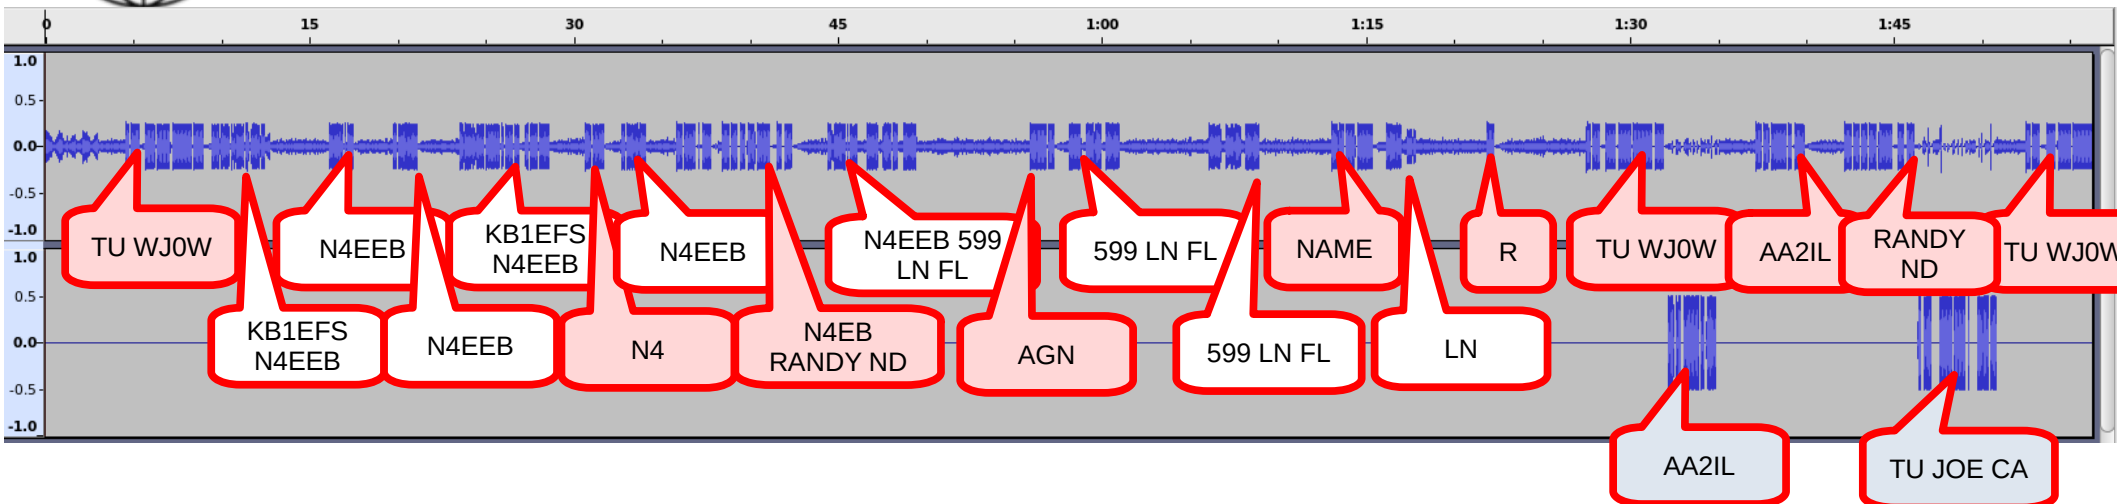 0 15 30 45 1:00 1:15 1:30 1:45
1.0
0.5
0.0
-0.5
-1.0
TU WJ0W
N4EEB
KB1EFS
N4EEB
N4EEB
N4EEB 599
LN FL
599 LN FL
NAME
R
TU WJ0W
AA2IL
RANDY
ND
TU WJ0W
1.0
0.5
0.0
-0.5
-1.0
KB1EFS
N4EEB
N4EEB
N4
N4EB
RANDY ND
AGN
599 LN FL
LN
AA2IL
TU JOE CA